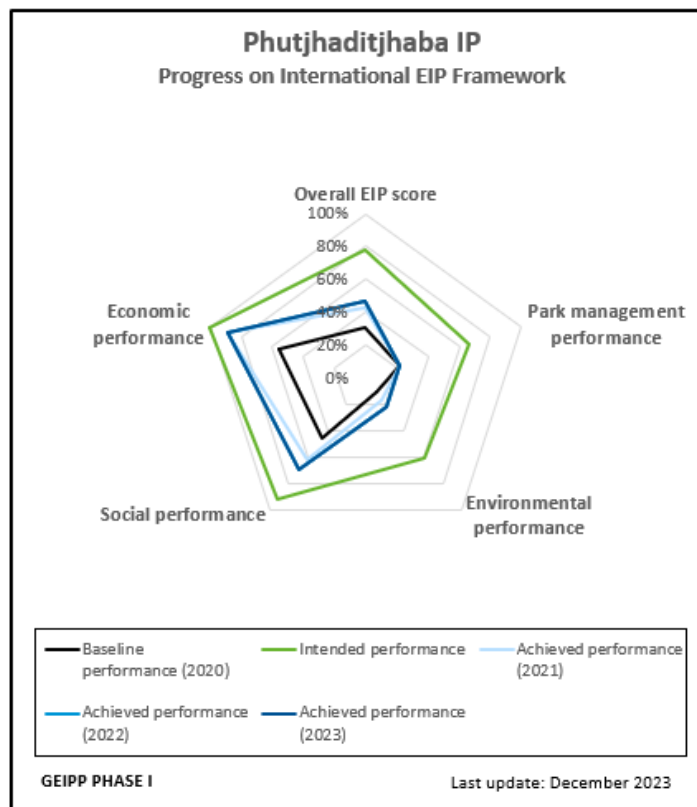 Phutjhaditjhaba IP
Progress on International EIP Framework
Overall EIP score
100%
80%
60%
40%
20%
0%
Economic
performance
Park management
performance
Social performance
Environmental
performance
Baseline
performance (2020)
Intended performance
Achieved performance
(2021)
Achieved performance
(2022)
Achieved performance
(2023)
GEIPP PHASE I
Last update: December 2023